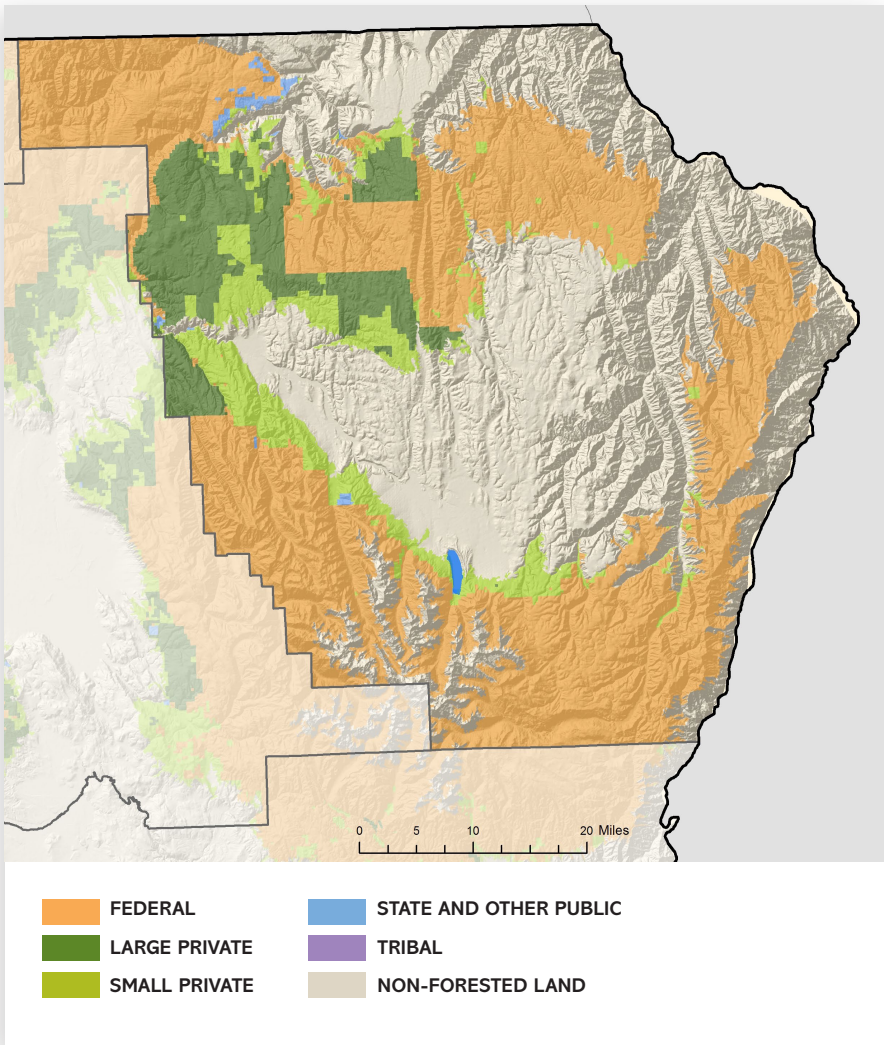 0 5 10 20 Miles
FEDERAL
LARGE PRIVATE
SMALL PRIVATE
STATE AND OTHER PUBLIC
TRIBAL
NON-FORESTED LAND